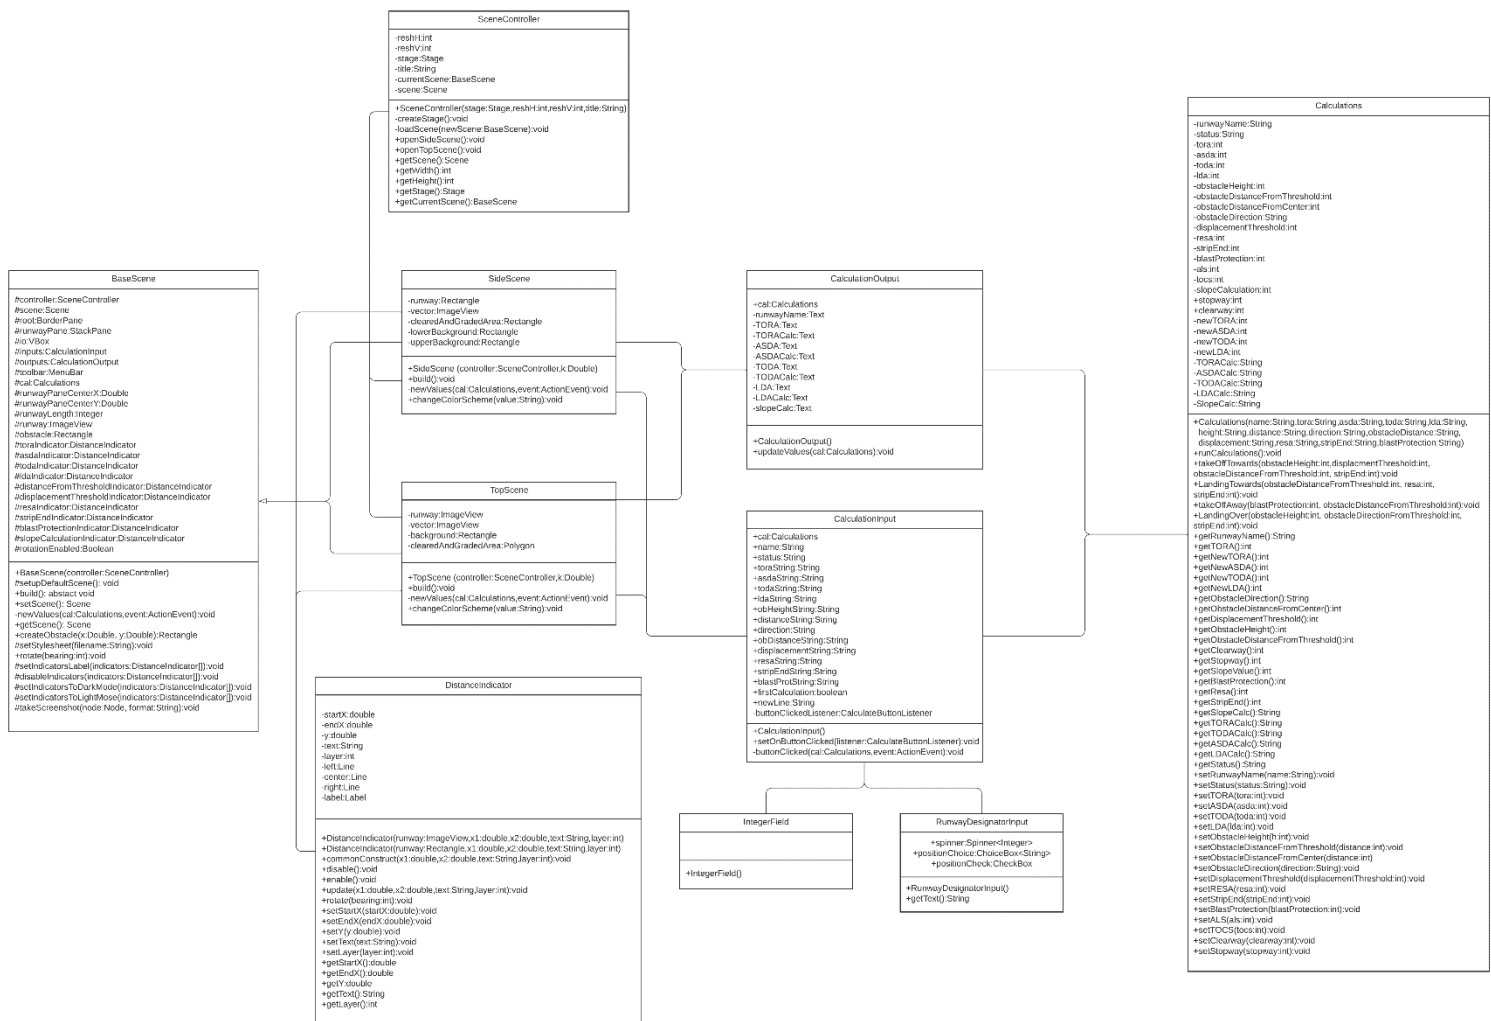 SceneController
-reshH:int
-reshV:int
-stage:Stage
-title:String
-currentScene:BaseScene
-scene:Scene
+SceneController(stage:Stage,reshH:int,reshV:int,title:String)
-createStage():void
-loadScene(newScene:BaseScene):void
+openSideScene():void
+openTopScene():void
+getScene():Scene
+getWidth():int
+getHeight():int
+getStage():Stage
+getCurrentScene():BaseScene
BaseScene
#controller:SceneController
#scene:Scene
#root:BorderPane
#runwayPane:StackPane
#io:VBox
#inputs:CalculationInput
#outputs:CalculationOutput
#toolbar:MenuBar
#cal:Calculations
#runwayPaneCenterX:Double
#runwayPaneCenterY:Double
#runwayLength:Integer
#runway:ImageView
#obstacle:Rectangle
#toraIndicator:DistanceIndicator
#asdaIndicator:DistanceIndicator
#todaIndicator:DistanceIndicator
#ldaIndicator:DistanceIndicator
#distanceFromThresholdIndicator:DistanceIndicator
#displacementThresholdIndicator:DistanceIndicator
#resaIndicator:DistanceIndicator
#stripEndIndicator:DistanceIndicator
#blastProtectionIndicator:DistanceIndicator
#slopeCalculationIndicator:DistanceIndicator
#rotationEnabled:Boolean
+BaseScene(controller:SceneController)
#setupDefaultScene(): void
+build(): abstact void
+setScene(): Scene
-newValues(cal:Calculations,event:ActionEvent):void
+getScene(): Scene
+createObstacle(x:Double, y:Double):Rectangle
#setStylesheet(filename:String):void
+rotate(bearing:int):void
#setIndicatorsLabel(indicators:DistanceIndicator[]):void
#disableIndicators(indicators:DistanceIndicator[]):void
#setIndicatorsToDarkMode(indicators:DistanceIndicator[]):void
#setIndicatorsToLightMose(indicators:DistanceIndicator[]):void
#takeScreenshot(node:Node, format:String):void
SideScene
-runway:Rectangle
-vector:ImageView
-clearedAndGradedArea:Rectangle
-lowerBackground:Rectangle
-upperBackground:Rectangle
+SideScene (controller:SceneController,k:Double)
+build():void
-newValues(cal:Calculations,event:ActionEvent):void
+changeColorScheme(value:String):void
TopScene
-runway:ImageView
-vector:ImageView
-background:Rectangle
-clearedAndGradedArea:Polygon
+TopScene (controller:SceneController,k:Double)
+build():void
-newValues(cal:Calculations,event:ActionEvent):void
+changeColorScheme(value:String):void
DistanceIndicator
-startX:double
-endX:double
-y:double
-text:String
-layer:int
-left:Line
-center:Line
-right:Line
-label:Label
+DistanceIndicator(runway:ImageView,x1:double,x2:double,text:String,layer:int)
+DistanceIndicator(runway:Rectangle,x1:double,x2:double,text:String,layer:int)
+commonConstruct(x1:double,x2:double,text:String,layer:int):void
+disable():void
+enable():void
+update(x1:double,x2:double,text:String,layer:int):void
+rotate(bearing:int):void
+setStartX(startX:double):void
+setEndX(endX:double):void
+setY(y:double):void
+setText(text:String):void
+setLayer(layer:int):void
+getStartX():double
+getEndX():double
+getY:double
+getText():String
+getLayer():int
CalculationOutput
+cal:Calculations
-runwayName:Text
-TORA:Text
-TORACalc:Text
-ASDA:Text
-ASDACalc:Text
-TODA:Text
-TODACalc:Text
-LDA:Text
-LDACalc:Text
-slopeCalc:Text
+CalculationOutput()
+updateValues(cal:Calculations):void
CalculationInput
+cal:Calculations
+name:String
+status:String
+toraString:String
+asdaString:String
+todaString:String
+ldaString:String
+obHeightString:String
+distanceString:String
+direction:String
+obDistanceString:String
+displacementString:String
+resaString:String
+stripEndString:String
+blastProtString:String
+firstCalculation:boolean
+newLine:String
-buttonClickedListener:CalculateButtonListener
+CalculationInput()
+setOnButtonClicked(listener:CalculateButtonListener):void
-buttonClicked(cal:Calculations,event:ActionEvent):void
IntegerField
+IntegerField()
RunwayDesignatorInput
+spinner:Spinner<Integer>
+positionChoice:ChoiceBox<String>
+positionCheck:CheckBox
+RunwayDesignatorInput()
+getText():String
Calculations
-runwayName:String
-status:String
-tora:int
-asda:int
-toda:int
-lda:int
-obstacleHeight:int
-obstacleDistanceFromThreshold:int
-obstacleDistanceFromCenter:int
-obstacleDirection:String
-displacementThreshold:int
-resa:int
-stripEnd:int
-blastProtection:int
-als:int
-tocs:int
-slopeCalculation:int
+stopway:int
+clearway:int
-newTORA:int
-newASDA:int
-newTODA:int
-newLDA:int
-TORACalc:String
-ASDACalc:String
-TODACalc:String
-LDACalc:String
-SlopeCalc:String
+Calculations(name:String,tora:String,asda:String,toda:String,lda:String,
height:String,distance:String,direction:String,obstacleDistance:String,
displacement:String,resa:String,stripEnd:String,blastProtection:String)
+runCalculations():void
+takeOffTowards(obstacleHeight:int,displacmentThreshold:int,
obstacleDistanceFromThreshold:int, stripEnd:int):void
+LandingTowards(obstacleDistanceFromThreshold:int, resa:int,
stripEnd:int):void
+takeOffAway(blastProtection:int, obstacleDistanceFromThreshold:int):void
+LandingOver(obstacleHeight:int, obstacleDirectionFromThreshold:int,
stripEnd:int):void
+getRunwayName():String
+getTORA():int
+getNewTORA():int
+getNewASDA():int
+getNewTODA():int
+getNewLDA():int
+getObstacleDirection():String
+getObstacleDistanceFromCenter():int
+getDisplacementThreshold():int
+getObstacleHeight():int
+getObstacleDistanceFromThreshold():int
+getClearway():int
+getStopway():int
+getSlopeValue():int
+getBlastProtection():int
+getResa():int
+getStripEnd():int
+getSlopeCalc():String
+getTORACalc():String
+getTODACalc():String
+getASDACalc():String
+getLDACalc():String
+getStatus():String
+setRunwayName(name:String):void
+setStatus(status:String):void
+setTORA(tora:int):void
+setASDA(asda:int):void
+setTODA(toda:int):void
+setLDA(lda:int):void
+setObstacleHeight(h:int):void
+setObstacleDistanceFromThreshold(distance:int):void
+setObstacleDistanceFromCenter(distance:int)
+setObstacleDirection(direction:String):void
+setDisplacementThreshold(displacementThreshold:int):void
+setRESA(resa:int):void
+setStripEnd(stripEnd:int):void
+setBlastProtection(blastProtection:int):void
+setALS(als:int):void
+setTOCS(tocs:int):void
+setClearway(clearway:int):void
+setStopway(stopway:int):void